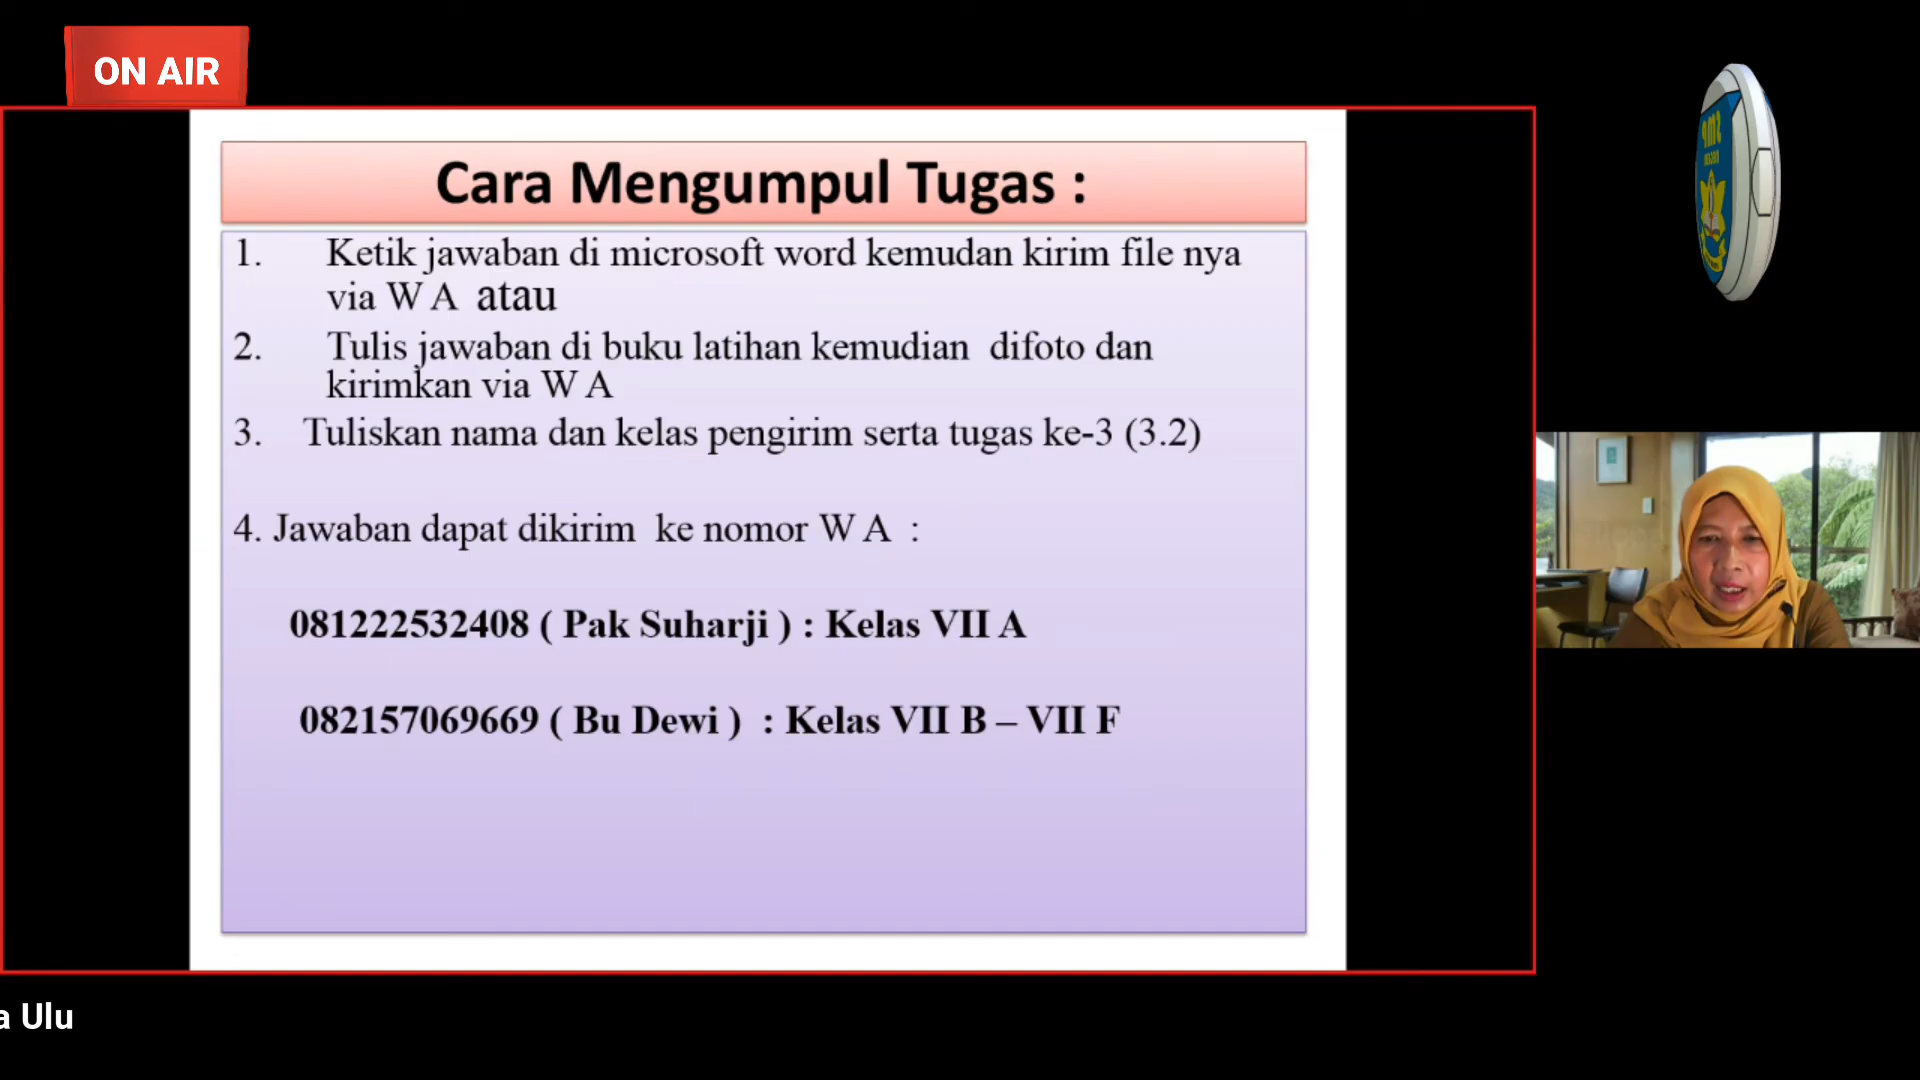 ON AIR
Cara Mengumpul Tugas :
1. Ketik jawaban di microsoft word kemudan kirim file nya
via W A atau
2. Tulis jawaban di buku latihan kemudian difoto dan
kirimkan via W A
3. Tuliskan nama dan kelas pengirim serta tugas ke-3 (3.2)
4. Jawaban dapat dikirim ke nomor W A :
081222532408 ( Pak Suharji ) : Kelas VII A
082157069669 ( Bu Dewi ) : Kelas VII B – VII F
SMP
a Ulu